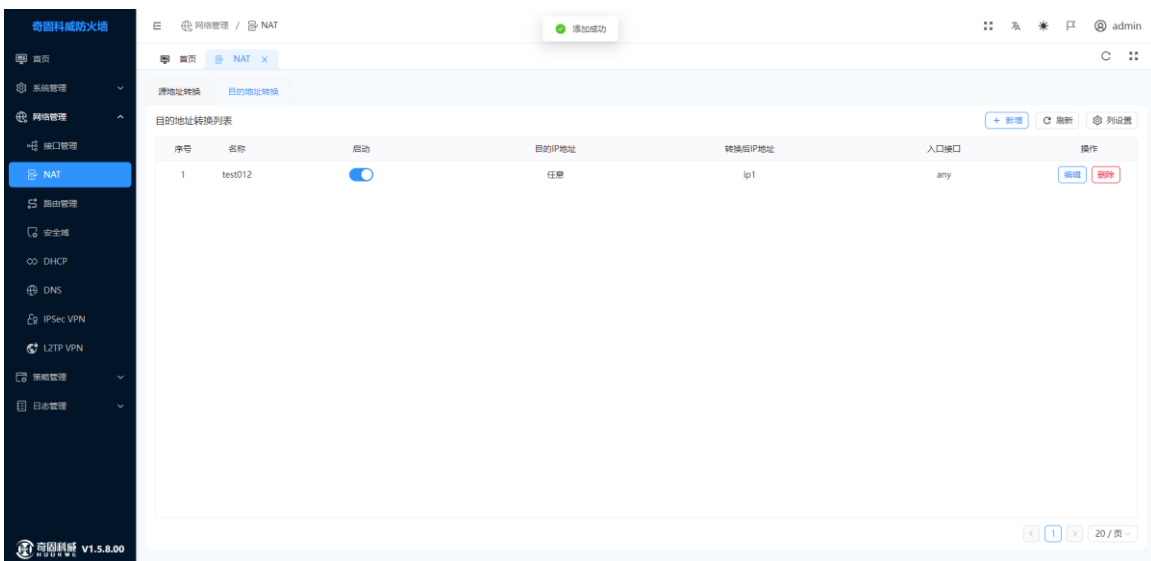 奇固科威防火墙
网络管理 / NAT
添加成功
admin
首页
系统管理
网络管理
接口管理
NAT
路由管理
安全域
DHCP
DNS
IPSec VPN
L2TP VPN
策略管理
日志管理
奇固科威 V1.5.8.00
HUUKWE
首页 NAT x
源地址转换 目的地址转换
目的地址转换列表 + 新增 刷新 列设置
序号 名称 启动 目的IP地址 转换后IP地址 入口接口 操作
1 test012 任意 ip1 any 编辑 删除
1 20 / 页